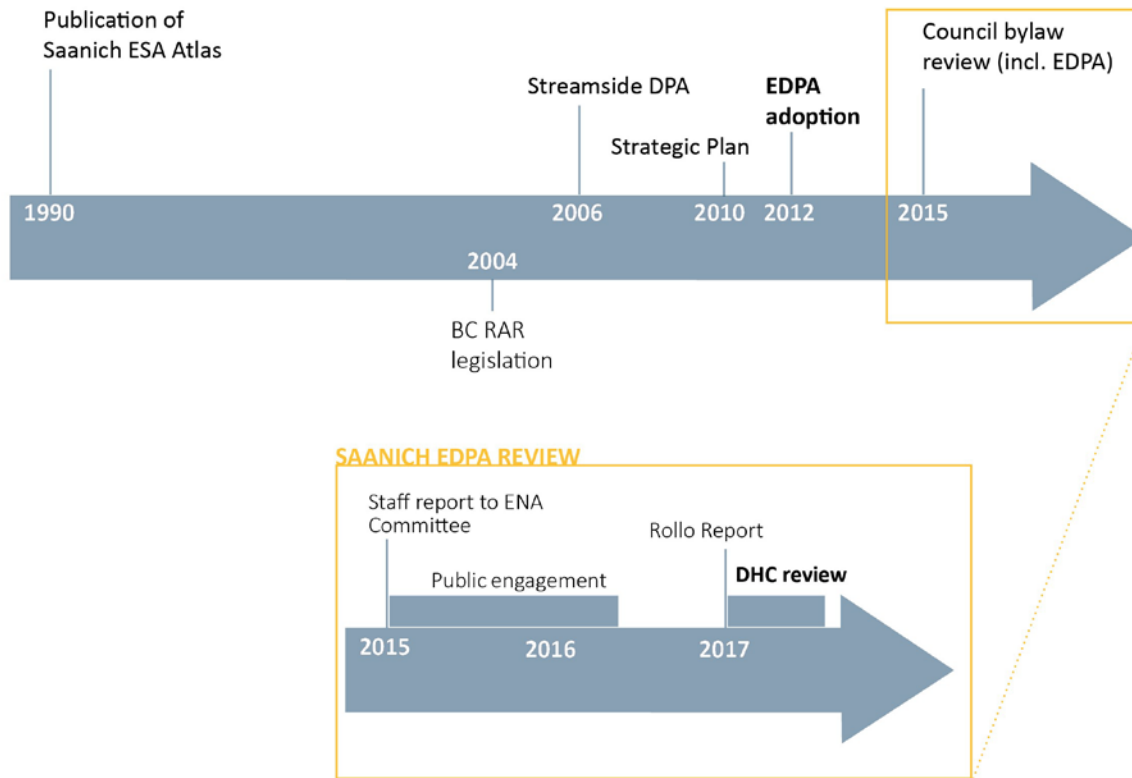 Publication of
Saanich ESA Atlas
Streamside DPA
Strategic Plan
EDPA
adoption
Council bylaw
review (incl. EDPA)
1990
2006
2010
2012
2015
2004
BC RAR
legislation
SAANICH EDPA REVIEW
Staff report to ENA
Committee
Public engagement
Rollo Report
DHC review
2015
2016
2017